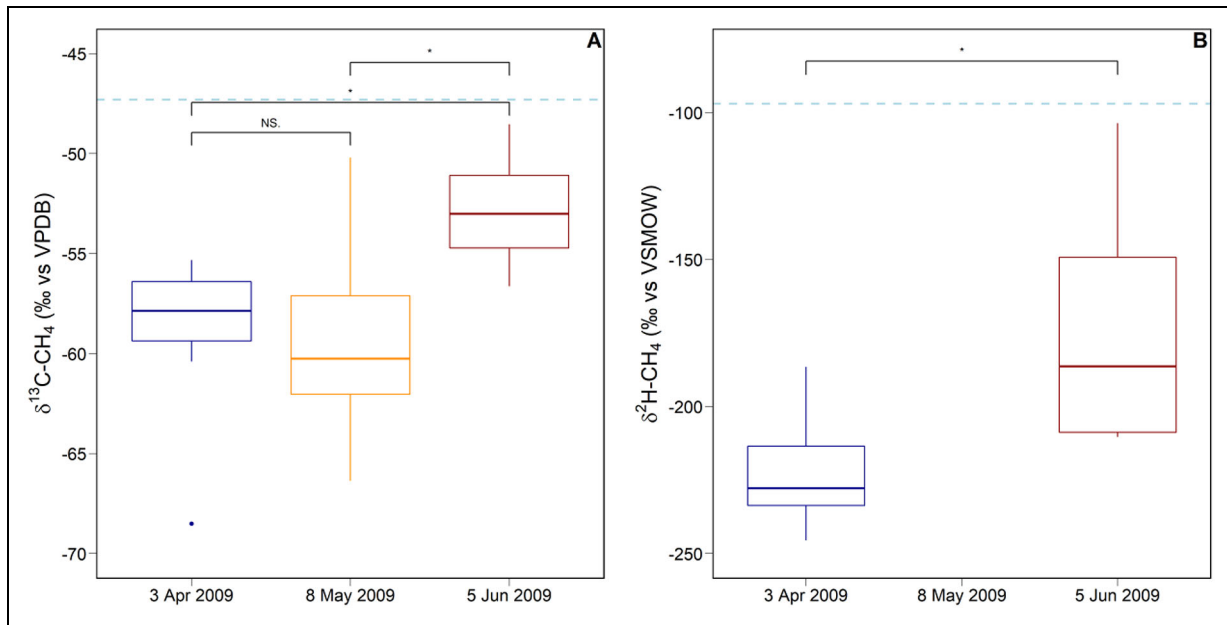 A
-45
-50
-55
-60
-65
-70
δ¹³C-CH₄ (‰ vs VPDB)
*
*
NS.
3 Apr 2009
8 May 2009
5 Jun 2009
B
-100
-150
-200
-250
δ²H-CH₄ (‰ vs VSMOW)
*
3 Apr 2009
8 May 2009
5 Jun 2009